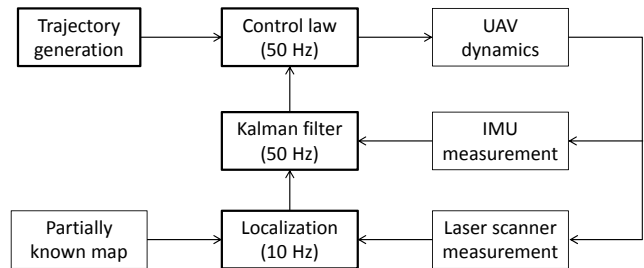 Trajectory
generation
Control law
(50 Hz)
UAV
dynamics
Kalman filter
(50 Hz)
IMU
measurement
Partially
known map
Localization
(10 Hz)
Laser scanner
measurement